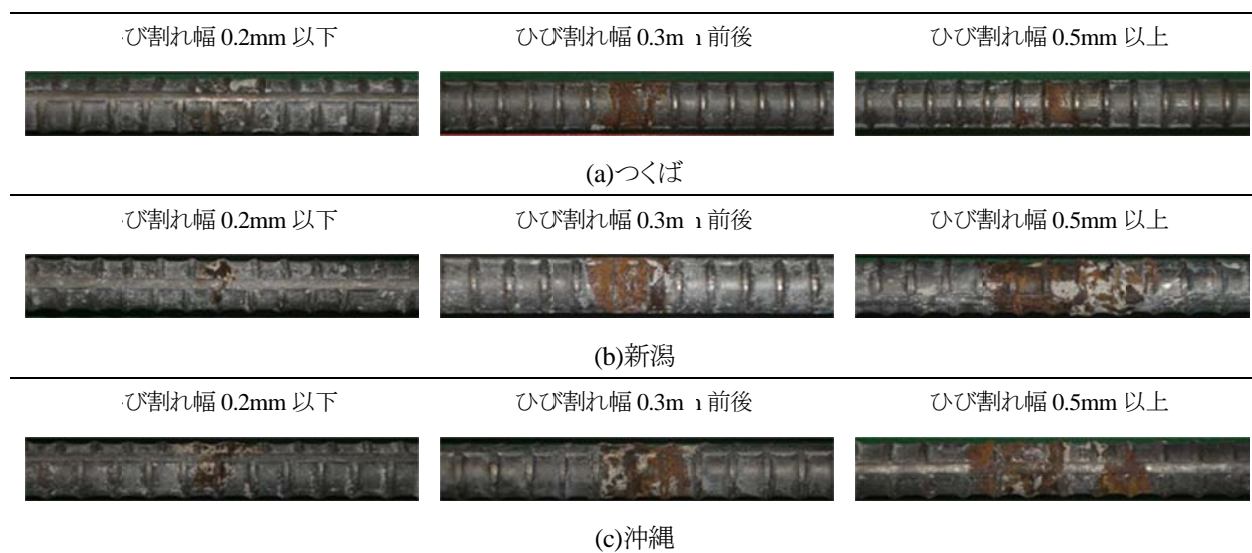 び割れ幅 0.2mm 以下 ひび割れ幅 0.3m 前後 ひび割れ幅 0.5mm 以上
(a)つくば
び割れ幅 0.2mm 以下 ひび割れ幅 0.3m 前後 ひび割れ幅 0.5mm 以上
(b)新潟
び割れ幅 0.2mm 以下 ひび割れ幅 0.3m 前後 ひび割れ幅 0.5mm 以上
(c)沖縄